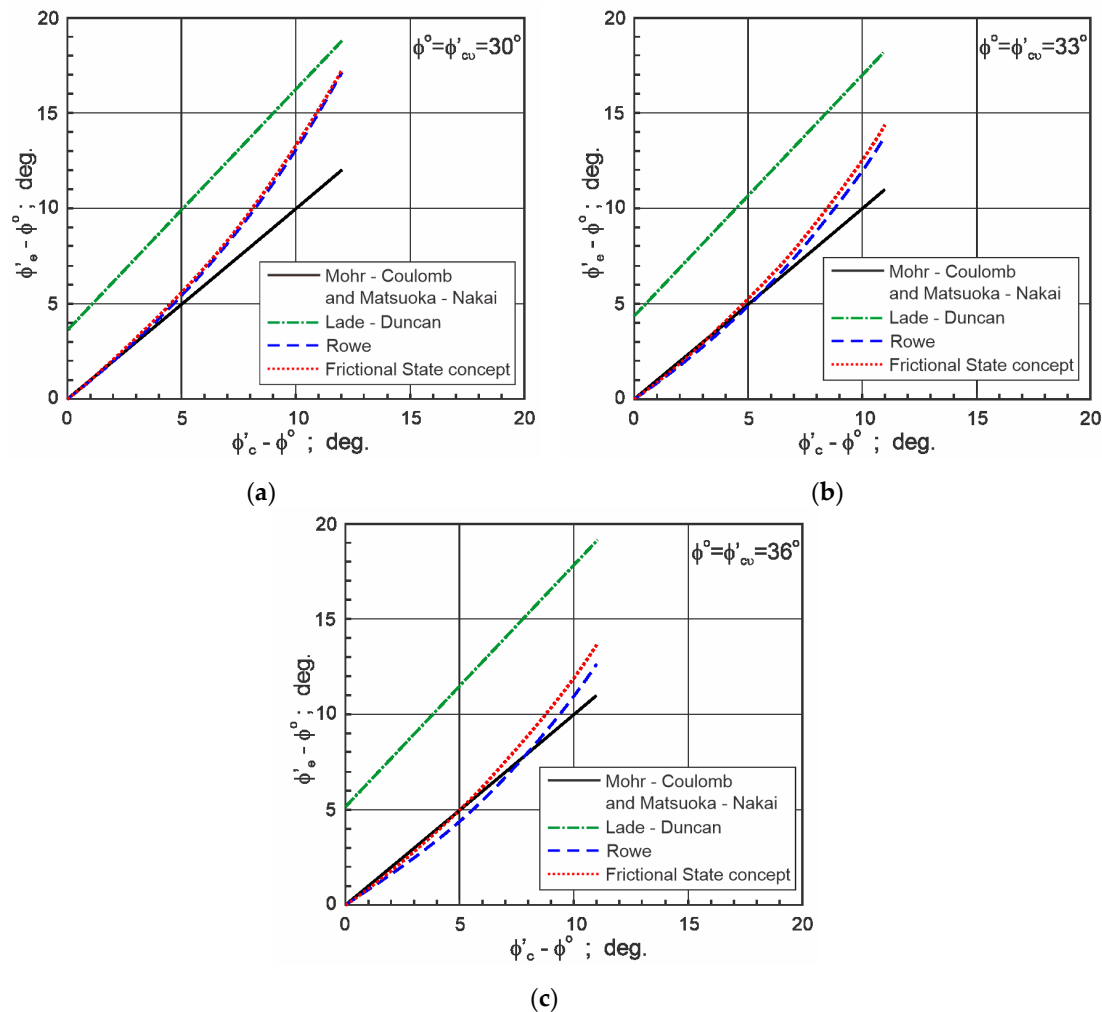 20
15
10
5
0
ϕ'ₑ - ϕ° ; deg.
ϕ°=ϕ'cυ=30°
Mohr - Coulomb
and Matsuoka - Nakai
Lade - Duncan
Rowe
Frictional State concept
0 5 10 15 20
ϕ'c - ϕ° ; deg.
(a)
20
15
10
5
0
ϕ'ₑ - ϕ° ; deg.
ϕ°=ϕ'cυ=33°
Mohr - Coulomb
and Matsuoka - Nakai
Lade - Duncan
Rowe
Frictional State concept
0 5 10 15 20
ϕ'c - ϕ° ; deg.
(b)
20
15
10
5
0
ϕ'ₑ - ϕ° ; deg.
ϕ°=ϕ'cυ=36°
Mohr - Coulomb
and Matsuoka - Nakai
Lade - Duncan
Rowe
Frictional State concept
0 5 10 15 20
ϕ'c - ϕ° ; deg.
(c)